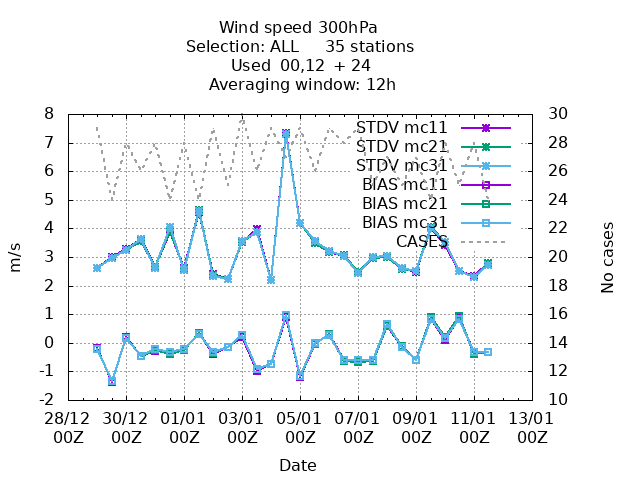 Wind speed 300hPa
Selection: ALL 35 stations
Used 00,12 + 24
Averaging window: 12h
8 30
7 28
6 26
5 24
4 22
3 20
2 18
1 16
0 14
-1 12
-2 10
STDV mc11
STDV mc21
STDV mc31
BIAS mc11
BIAS mc21
BIAS mc31
CASES
m/s
No cases
28/12 30/12 01/01 03/01 05/01 07/01 09/01 11/01 13/01
00Z 00Z 00Z 00Z 00Z 00Z 00Z 00Z 00Z
Date